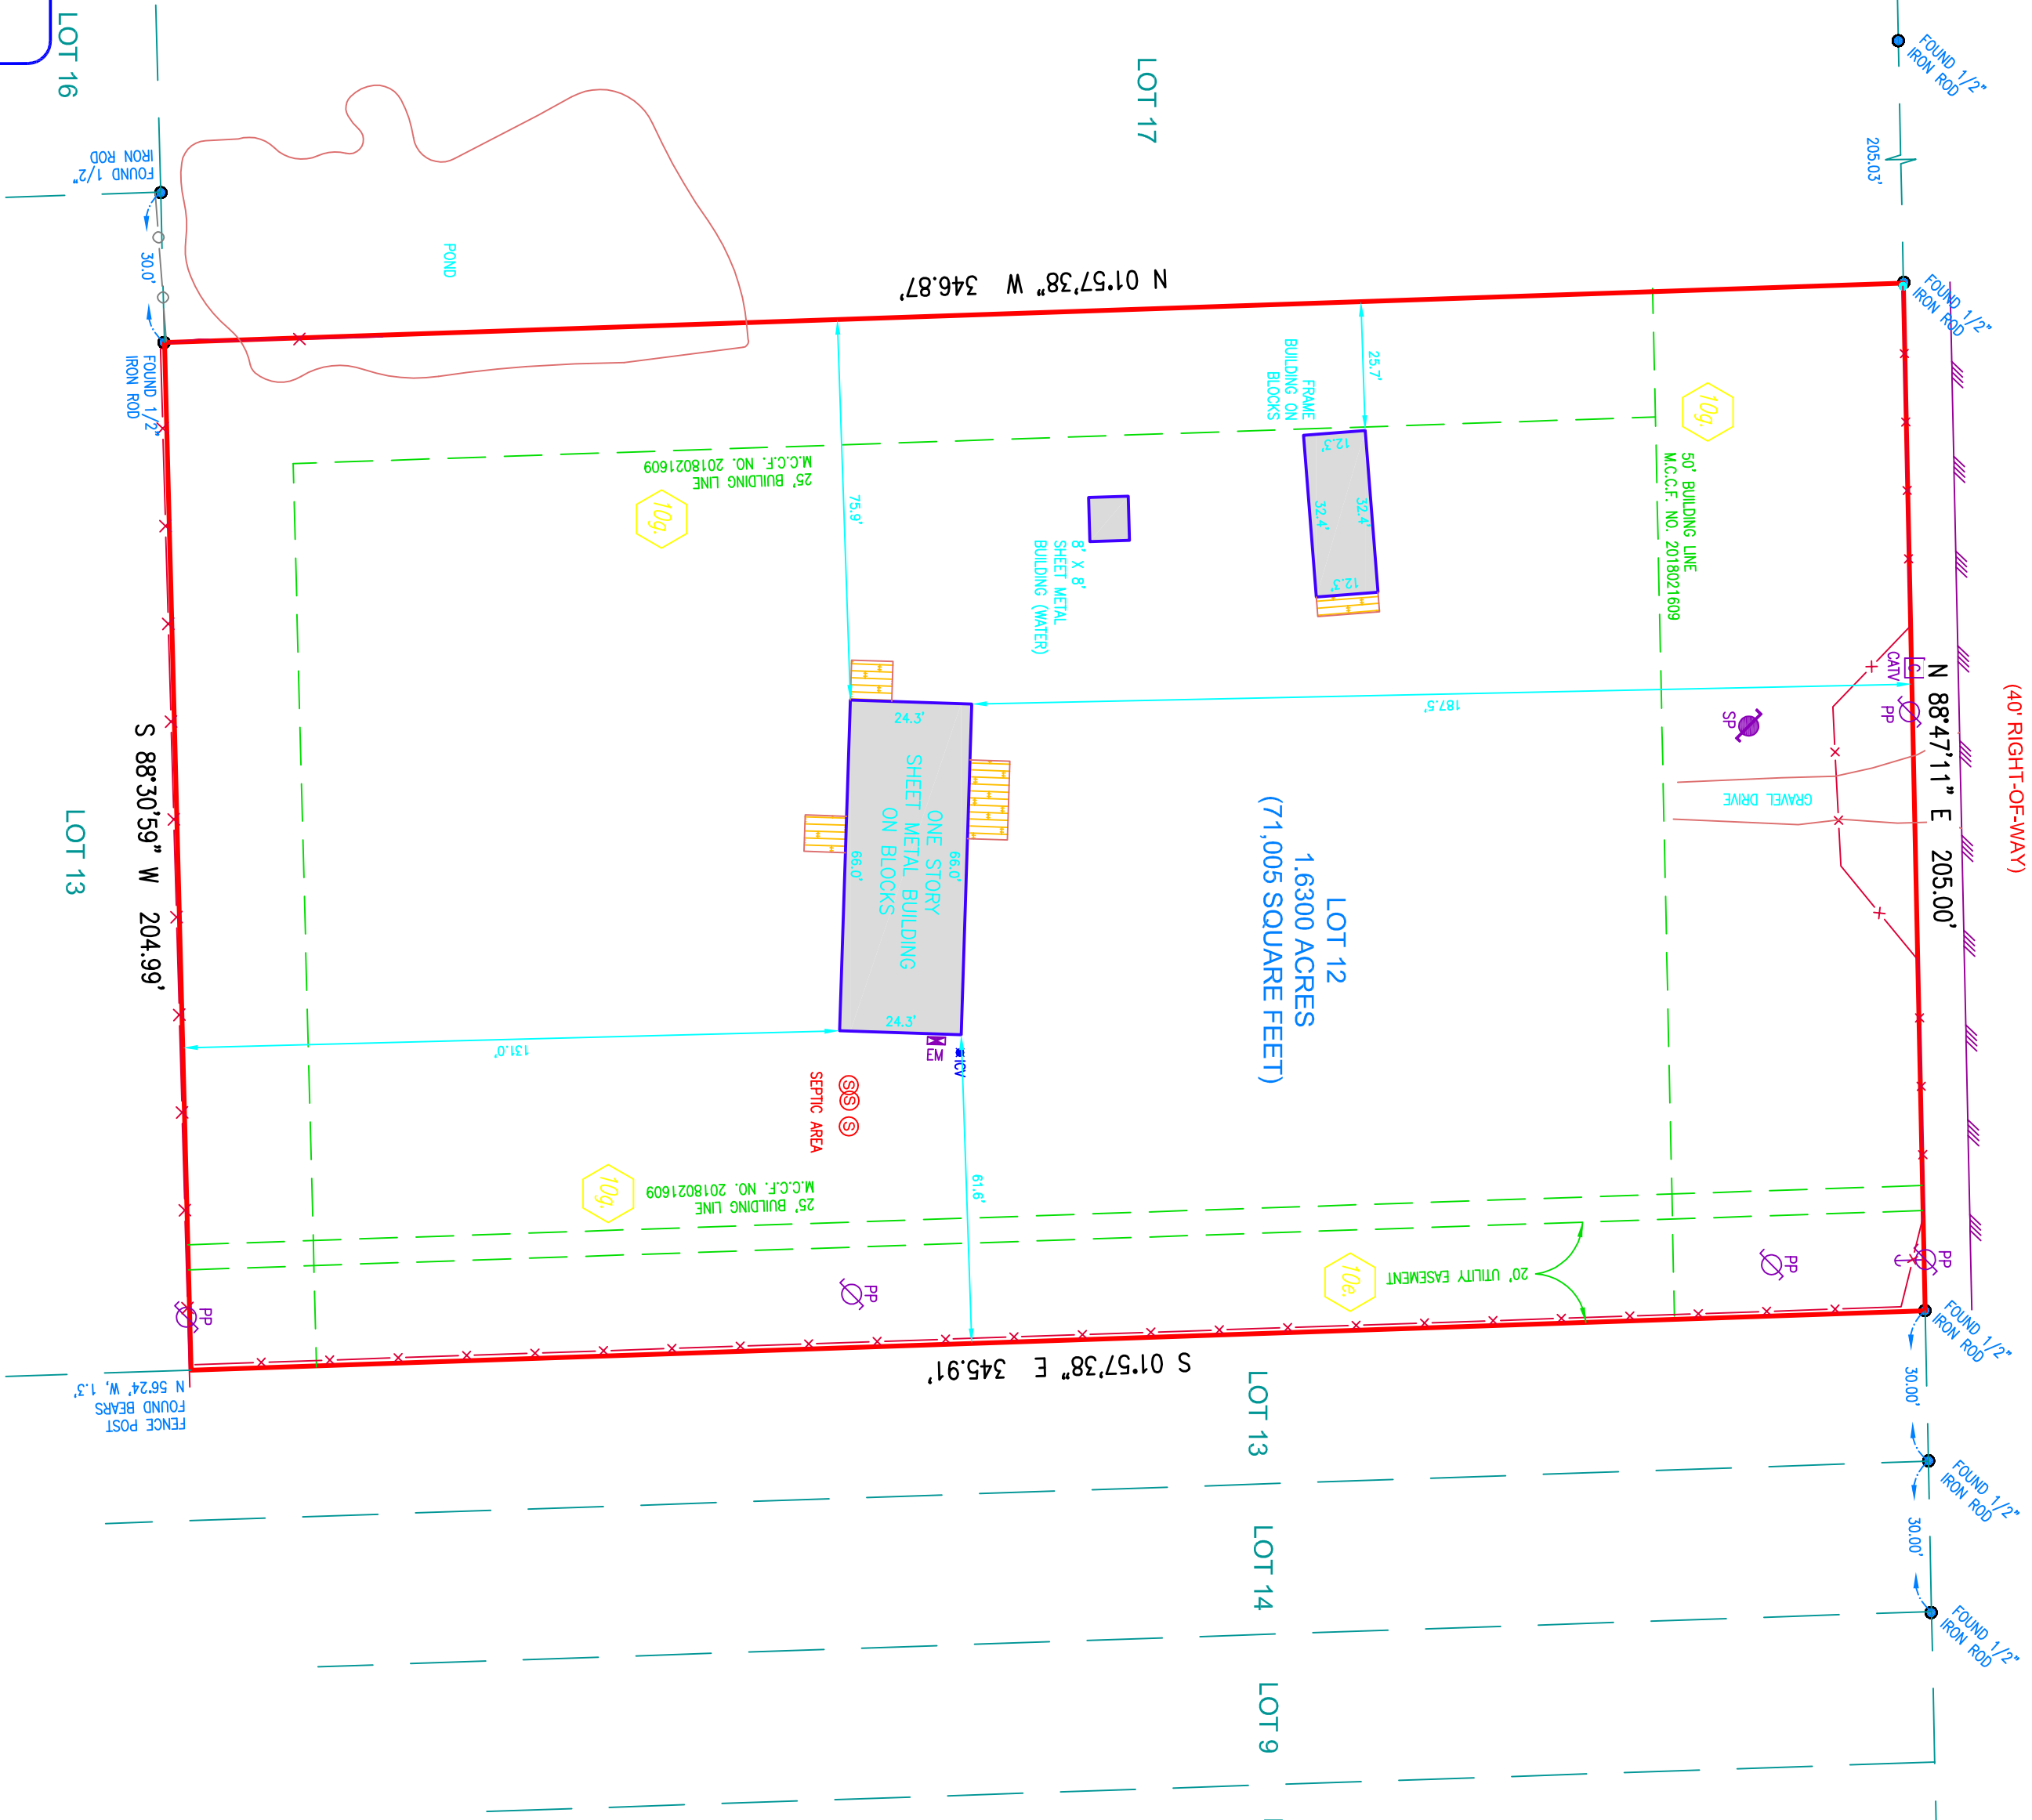 (40' RIGHT-OF-WAY)
FOUND 1/2"
IRON ROD
205.03'
FOUND 1/2"
IRON ROD
N 88°47'11" E 205.00'
C
CATV
PP
SP
GRAVEL DRIVE
PP
PP
FOUND 1/2"
IRON ROD
30.00'
FOUND 1/2"
IRON ROD
30.00'
FOUND 1/2"
IRON ROD
LOT 17
N 01°57'38" W 346.87'
10g.
50' BUILDING LINE
M.C.C.F. NO. 2018021609
25.7'
FRAME
BUILDING ON
BLOCKS
12.3'
32.4'
32.4'
12.3'
8' X 8'
SHEET METAL
BUILDING (WATER)
187.5'
LOT 12
1.6300 ACRES
(71,005 SQUARE FEET)
25' BUILDING LINE
M.C.C.F. NO. 2018021609
10g.
75.9'
24.3'
66.0'
ONE STORY
SHEET METAL BUILDING
ON BLOCKS
66.0'
24.3'
EM
ICV
61.6'
131.0'
S
S
S
SEPTIC AREA
25' BUILDING LINE
M.C.C.F. NO. 2018021609
10g.
20' UTILITY EASEMENT
10e.
PP
PP
S 01°57'38" E 345.91'
LOT 13
LOT 14
LOT 9
LOT 16
FOUND 1/2"
IRON ROD
30.0'
POND
FOUND 1/2"
IRON ROD
S 88°30'59" W 204.99'
LOT 13
FENCE POST
FOUND BEARS
N 56°24' W, 1.3'